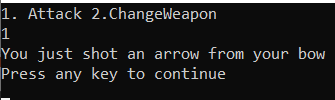 1. Attack 2.ChangeWeapon
1
You just shot an arrow from your bow
Press any key to continue